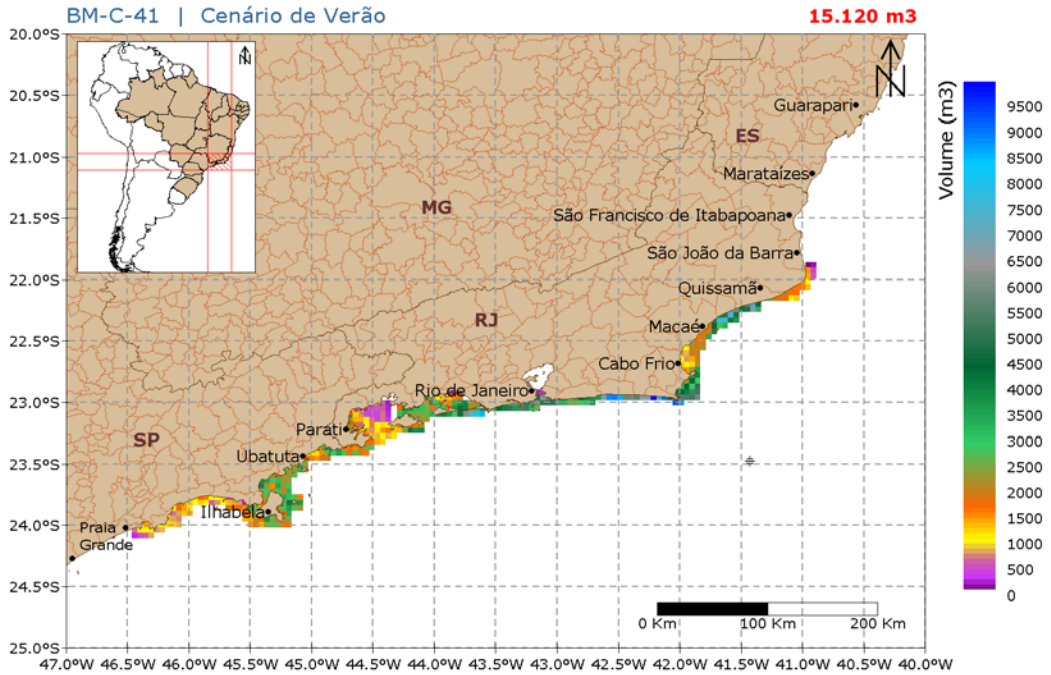 BM-C-41 | Cenário de Verão
15.120 m3
20.0°S
20.5°S
21.0°S
21.5°S
22.0°S
22.5°S
23.0°S
23.5°S
24.0°S
24.5°S
25.0°S
N
N
Guarapari
ES
Marataízes
MG
São Francisco de Itabapoana
São João da Barra
Quissamã
RJ
Macaé
Cabo Frio
Rio de Janeiro
Parati
SP
Ubatuta
Ilhabela
Praia
Grande
0 Km
100 Km
200 Km
47.0°W
46.5°W
46.0°W
45.5°W
45.0°W
44.5°W
44.0°W
43.5°W
43.0°W
42.5°W
42.0°W
41.5°W
41.0°W
40.5°W
40.0°W
Volume (m3)
9500
9000
8500
8000
7500
7000
6500
6000
5500
5000
4500
4000
3500
3000
2500
2000
1500
1000
500
0